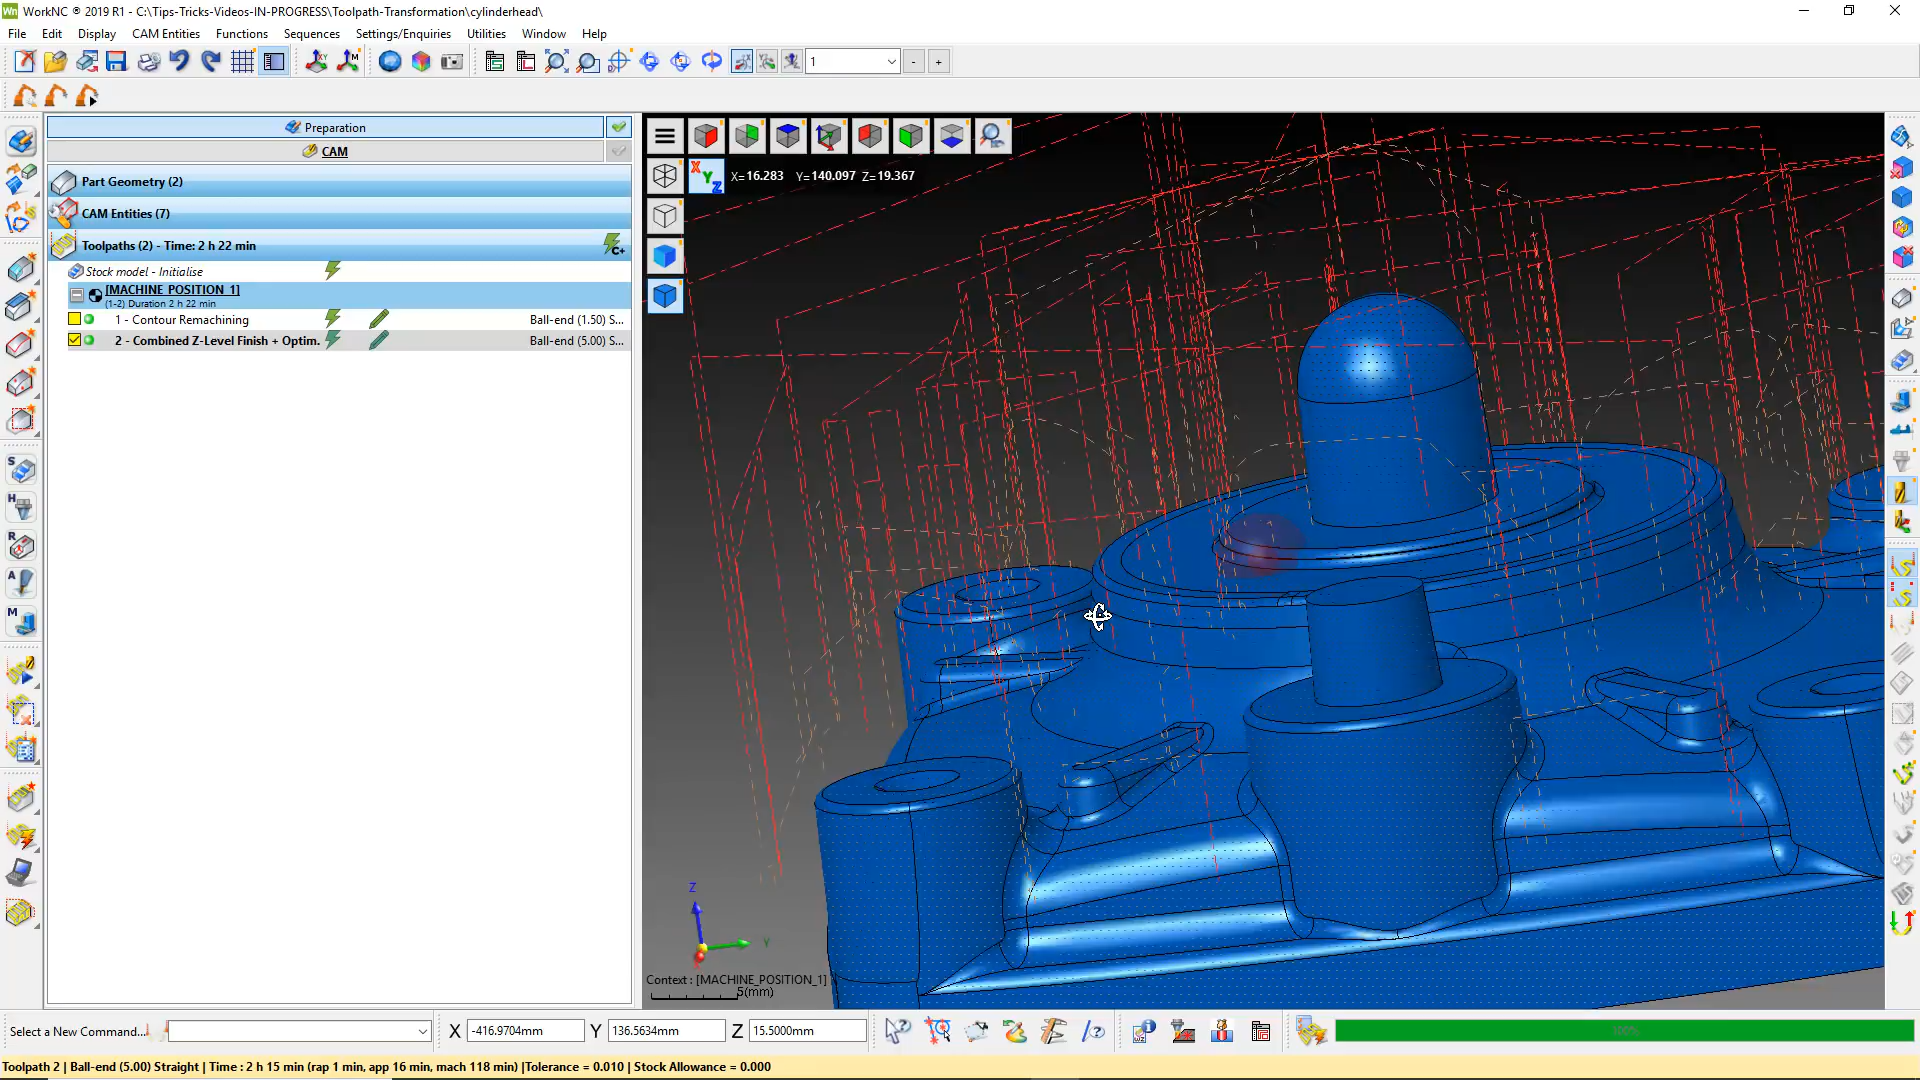 WorkNC ® 2019 R1 - C:\Tips-Tricks-Videos-IN-PROGRESS\Toolpath-Transformation\cylinderhead\
File Edit Display CAM Entities Functions Sequences Settings/Enquiries Utilities Window Help
1
- +
Preparation
CAM
Part Geometry (2)
CAM Entities (7)
Toolpaths (2) - Time: 2 h 22 min
Stock model - Initialise
[MACHINE_POSITION_1]
(1-2) Duration 2 h 22 min
1 - Contour Remachining Ball-end (1.50) S...
2 - Combined Z-Level Finish + Optim. Ball-end (5.00) S...
X=16.283 Y=140.097 Z=19.367
Z
Y
Context : [MACHINE_POSITION_1]
5(mm)
Select a New Command...
X -416.9704mm Y 136.5634mm Z 15.5000mm
100%
Toolpath 2 | Ball-end (5.00) Straight | Time : 2 h 15 min (rap 1 min, app 16 min, mach 118 min) |Tolerance = 0.010 | Stock Allowance = 0.000